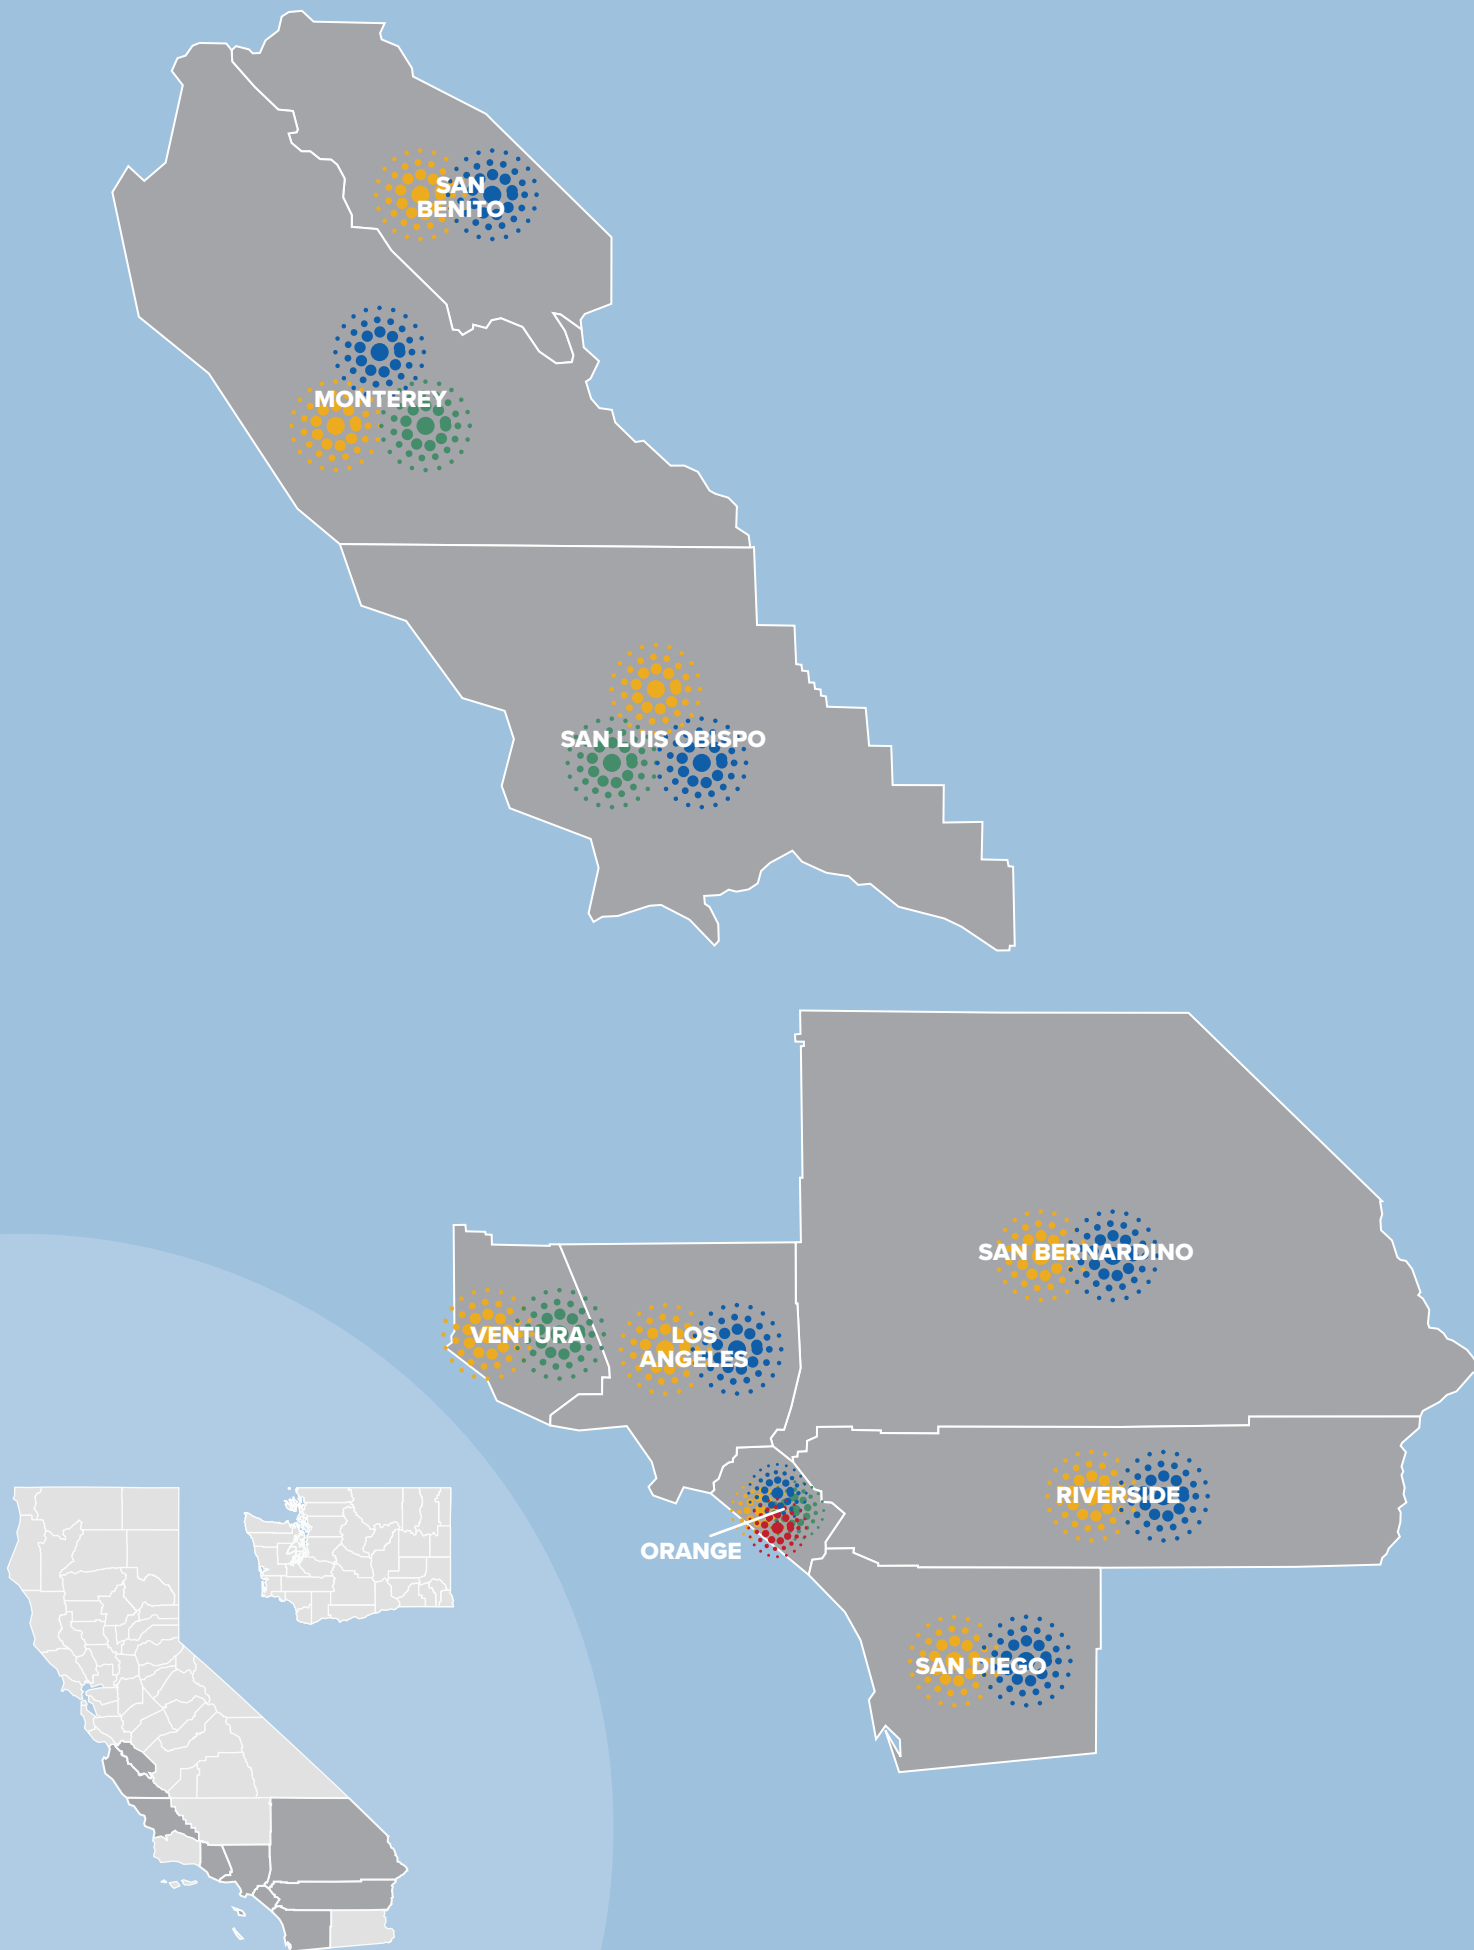 SAN
BENITO
MONTEREY
SAN LUIS OBISPO
SAN BERNARDINO
VENTURA
LOS
ANGELES
RIVERSIDE
ORANGE
SAN DIEGO